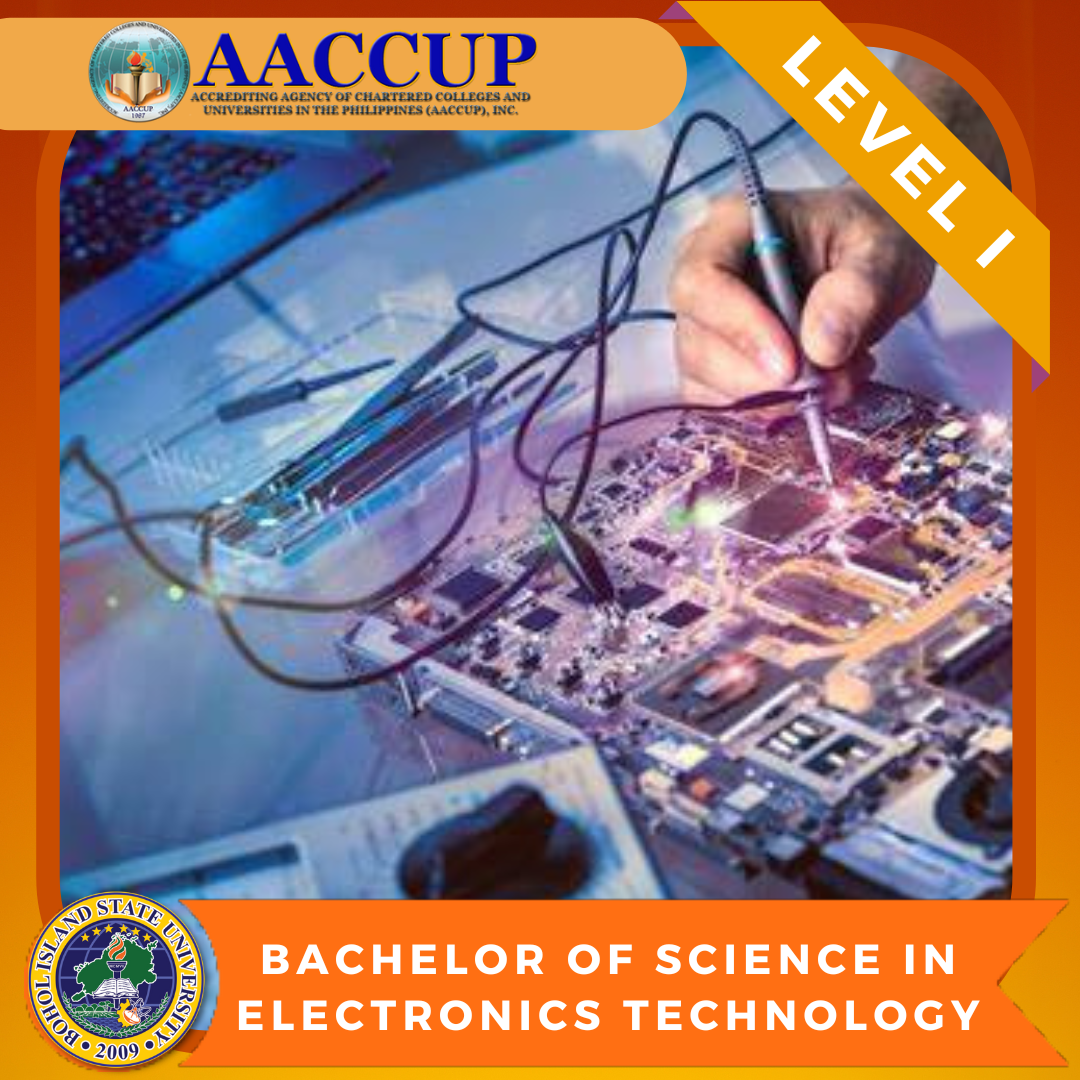 AACCUP
ACCREDITING AGENCY OF CHARTERED COLLEGES AND
UNIVERSITIES IN THE PHILIPPINES (AACCUP), INC.
AACCUP
1987
LEVEL I
BOHOL ISLAND STATE UNIVERSITY
• 2009 •
BACHELOR OF SCIENCE IN
ELECTRONICS TECHNOLOGY